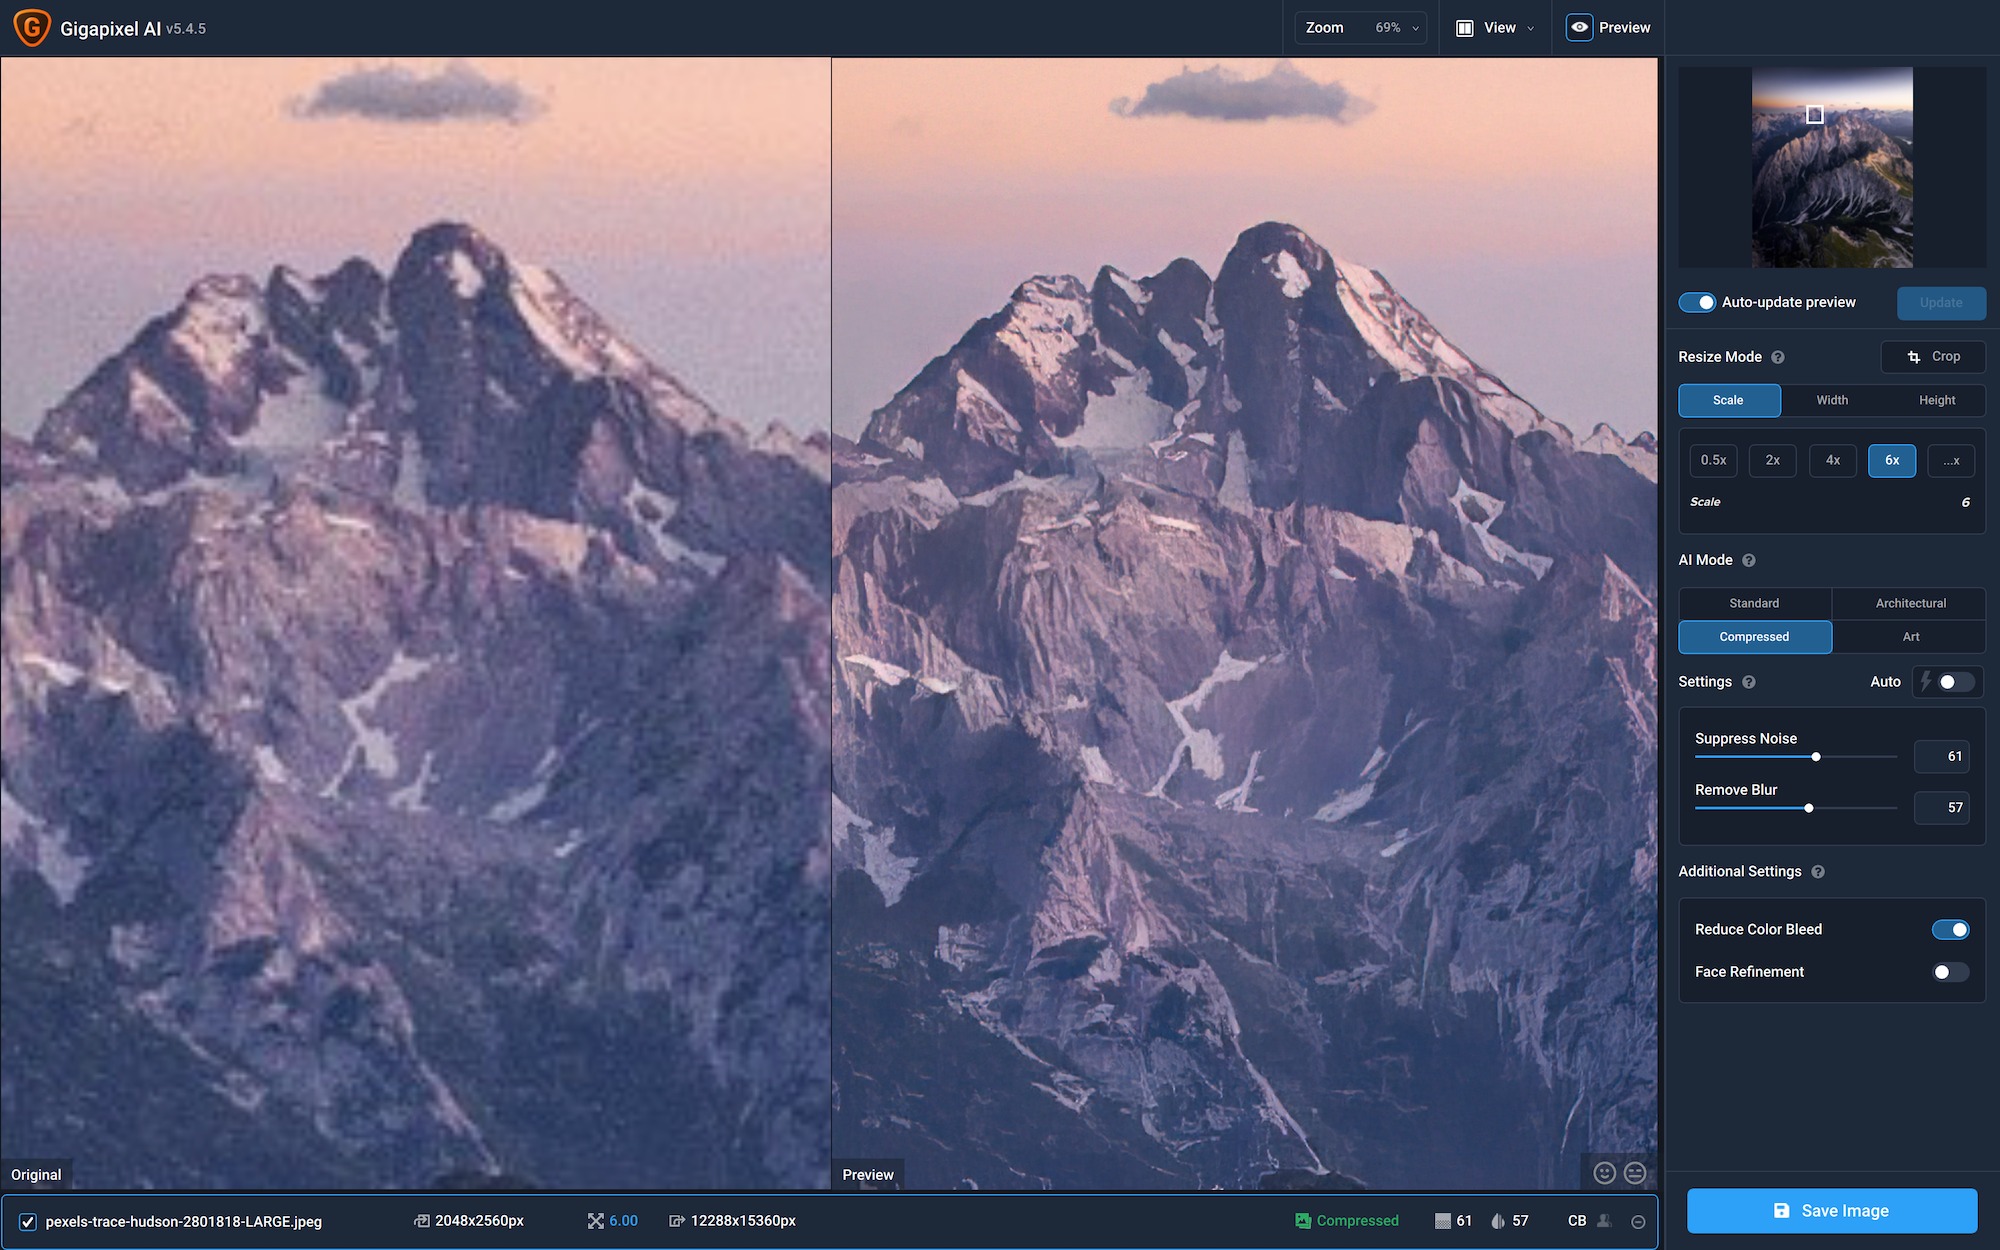 G Gigapixel AI v5.4.5
Zoom 69% View Preview
Auto-update preview Update
Resize Mode ? Crop
Scale Width Height
0.5x 2x 4x 6x ...x
Scale 6
AI Mode ?
Standard Architectural
Compressed Art
Settings ? Auto
Suppress Noise
61
Remove Blur
57
Additional Settings ?
Reduce Color Bleed
Face Refinement
Original Preview
pexels-trace-hudson-2801818-LARGE.jpeg 2048x2560px 6.00 12288x15360px Compressed 61 57 CB
Save Image